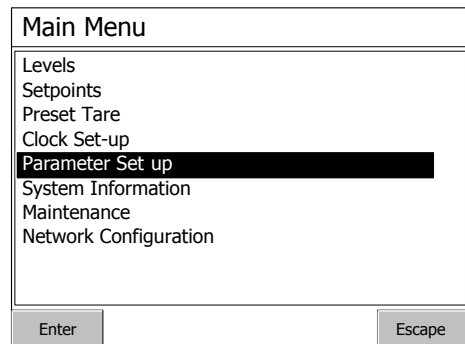 Main Menu
Levels
Setpoints
Preset Tare
Clock Set-up
Parameter Set up
System Information
Maintenance
Network Configuration
Enter
Escape